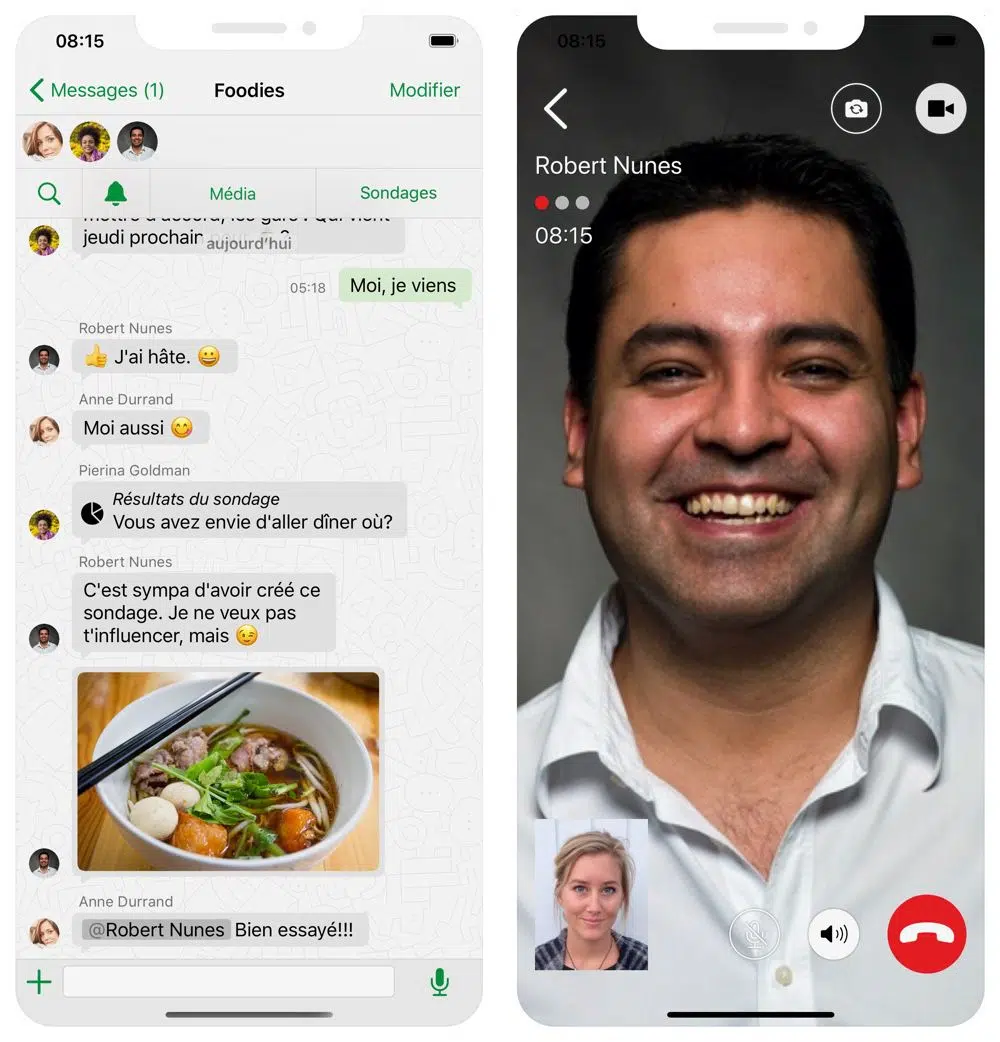 08:15
Messages (1)
Foodies
Modifier
Média
Sondages
mettre d'accord, les gars ! Qui vient
jeudi prochain
aujourd'hui
05:18
Moi, je viens
Robert Nunes
👍 J'ai hâte. 😀
Anne Durrand
Moi aussi 😋
Pierina Goldman
Résultats du sondage
Vous avez envie d'aller dîner où?
Robert Nunes
C'est sympa d'avoir créé ce
sondage. Je ne veux pas
t'influencer, mais 😉
Anne Durrand
@Robert Nunes Bien essayé!!!
08:15
Robert Nunes
08:15